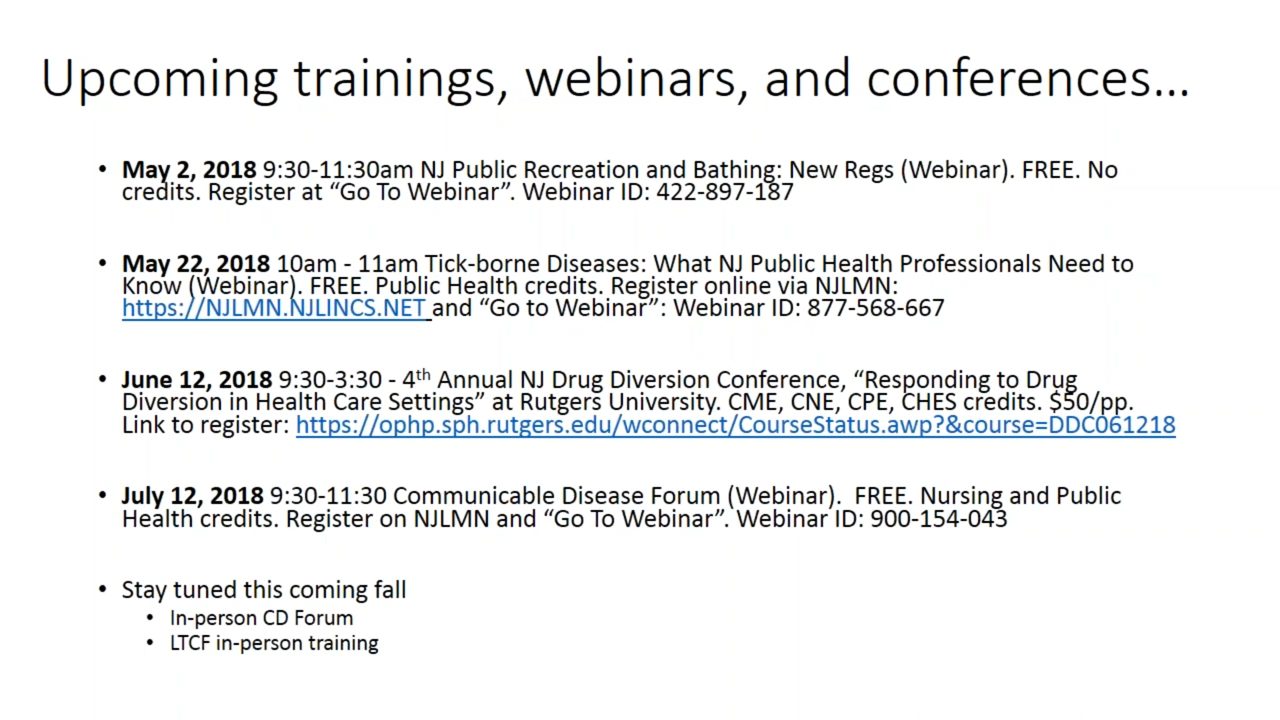 Upcoming trainings, webinars, and conferences…
• May 2, 2018 9:30-11:30am NJ Public Recreation and Bathing: New Regs (Webinar). FREE. No
credits. Register at “Go To Webinar”. Webinar ID: 422-897-187
• May 22, 2018 10am - 11am Tick-borne Diseases: What NJ Public Health Professionals Need to
Know (Webinar). FREE. Public Health credits. Register online via NJLMN:
https://NJLMN.NJLINCS.NET and “Go to Webinar”: Webinar ID: 877-568-667
• June 12, 2018 9:30-3:30 - 4th Annual NJ Drug Diversion Conference, “Responding to Drug
Diversion in Health Care Settings” at Rutgers University. CME, CNE, CPE, CHES credits. $50/pp.
Link to register: https://ophp.sph.rutgers.edu/wconnect/CourseStatus.awp?&course=DDC061218
• July 12, 2018 9:30-11:30 Communicable Disease Forum (Webinar).  FREE. Nursing and Public
Health credits. Register on NJLMN and “Go To Webinar”. Webinar ID: 900-154-043
• Stay tuned this coming fall
• In-person CD Forum
• LTCF in-person training